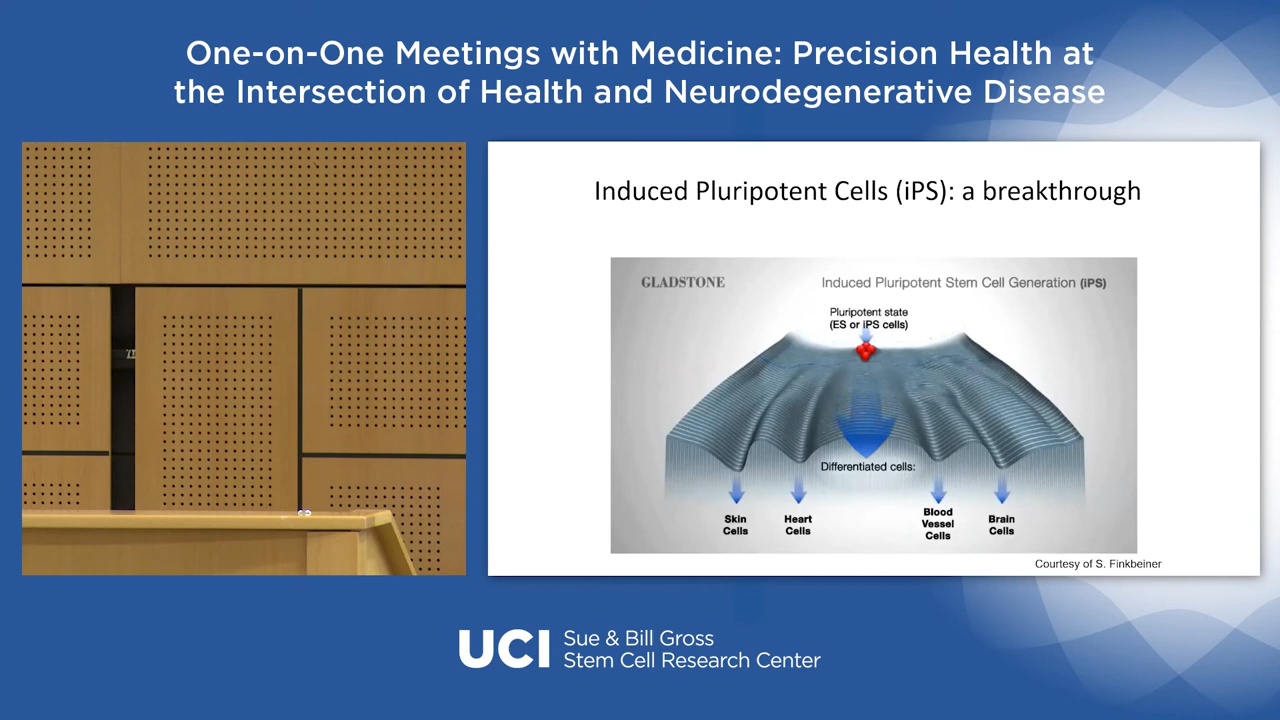 One-on-One Meetings with Medicine: Precision Health at
the Intersection of Health and Neurodegenerative Disease
Induced Pluripotent Cells (iPS): a breakthrough
GLADSTONE
Induced Pluripotent Stem Cell Generation (iPS)
Pluripotent state
(ES or iPS cells)
Differentiated cells:
Skin
Cells
Heart
Cells
Blood
Vessel
Cells
Brain
Cells
Courtesy of S. Finkbeiner
UCI
Sue & Bill Gross
Stem Cell Research Center